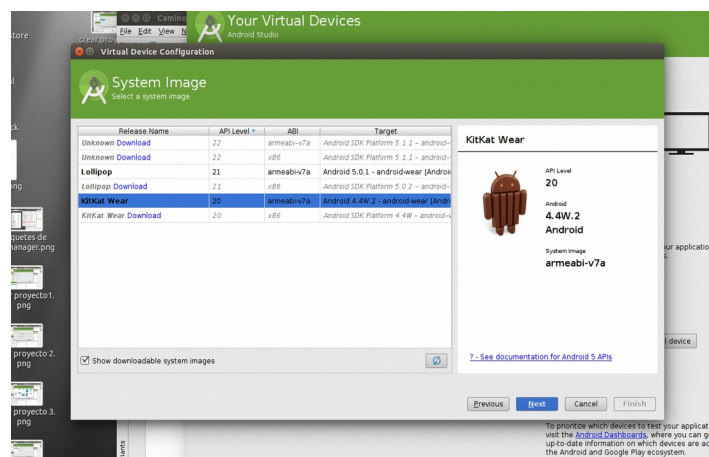 store
crear proy
Camino
File Edit View N
Your Virtual Devices
Android Studio
Virtual Device Configuration
System Image
Select a system image
Release Name API Level ABI Target
Unknown Download 22 armeabi-v7a Android SDK Platform 5.1.1 - android-
Unknown Download 22 x86 Android SDK Platform 5.1.1 - android-
Lollipop 21 armeabi-v7a Android 5.0.1 - android-wear [Androi
Lollipop Download 21 x86 Android SDK Platform 5.0.2 - android-
KitKat Wear 20 armeabi-v7a Android 4.4W.2 - android-wear [Andr
KitKat Wear Download 20 x86 Android SDK Platform 4.4W - android-w
Show downloadable system images
KitKat Wear
API Level
20
Android
4.4W.2
Android
System Image
armeabi-v7a
? - See documentation for Android 5 APIs
Previous Next Cancel Finish
quetes de
manager.png
proyecto1.
png
proyecto 2.
png
proyecto 3.
png
ur applicatio
s.
l device
To prioritize which devices to test your applicat
visit the Android Dashboards, where you can g
up-to-date information on which devices are ac
the Android and Google Play ecosystem.